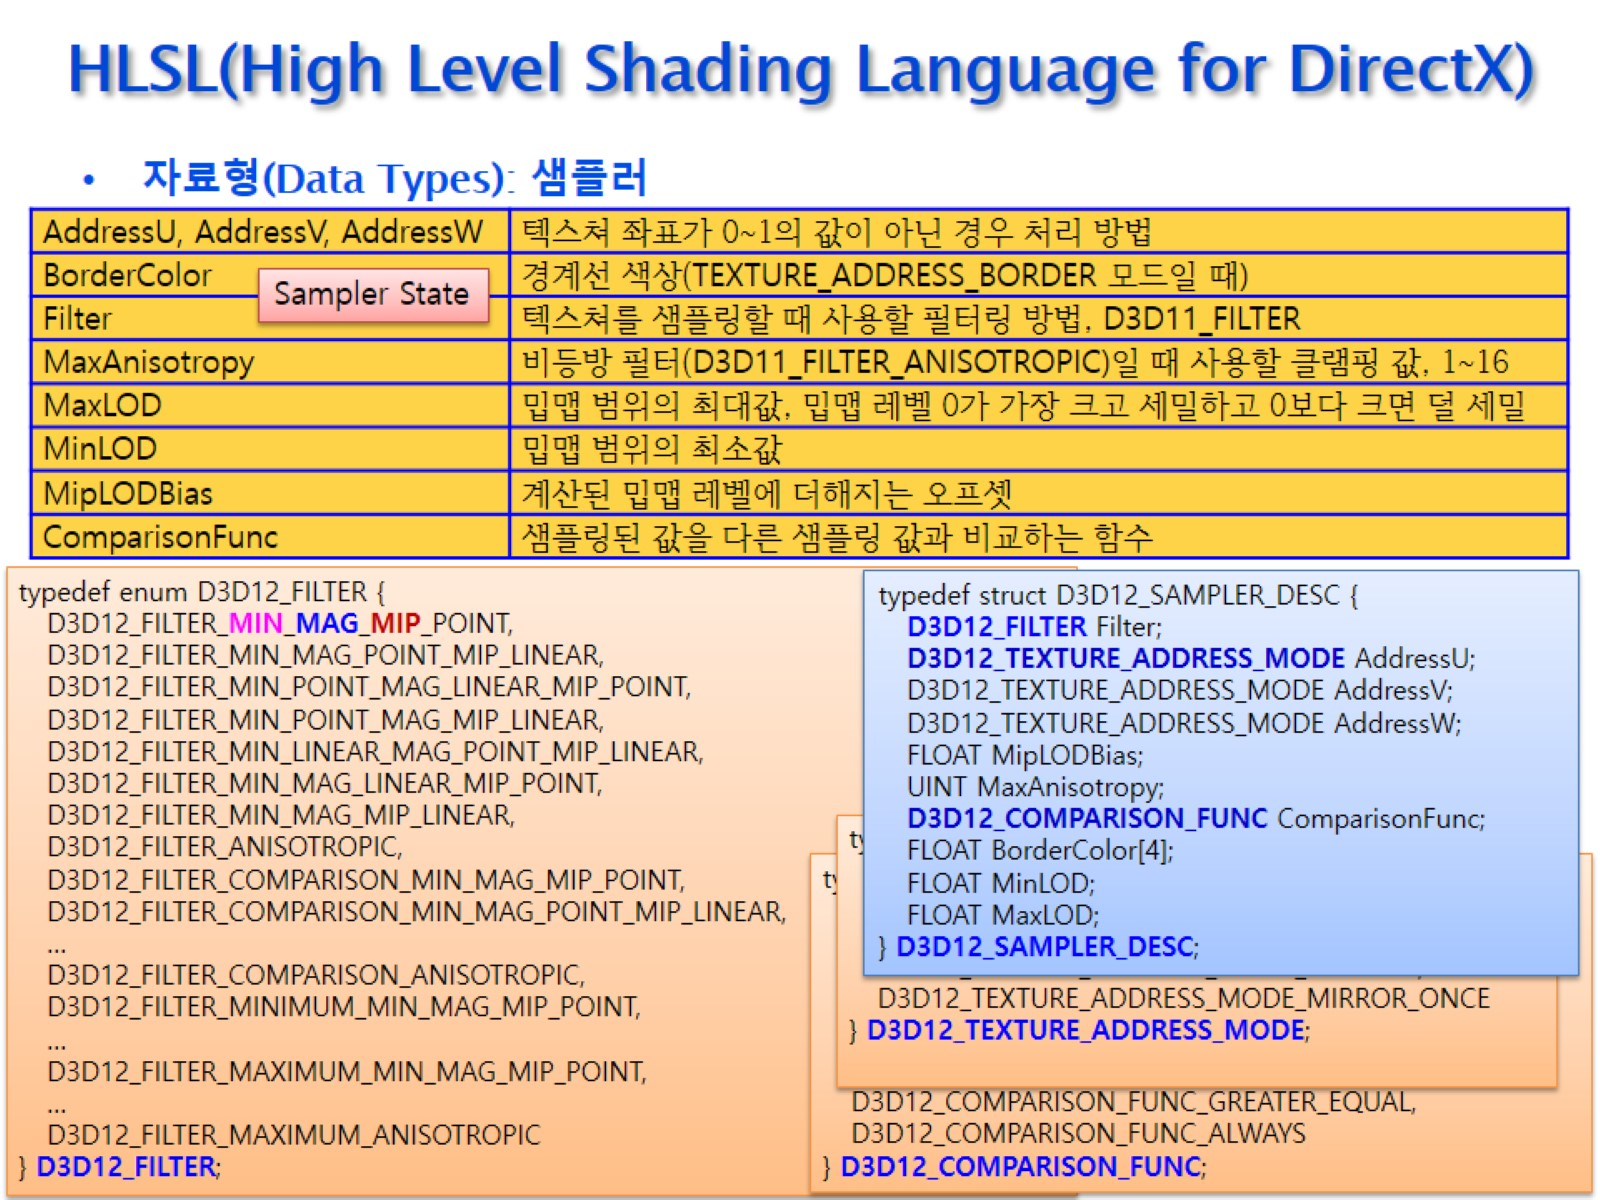 HLSL(High Level Shading Language for DirectX)
• 자료형(Data Types): 샘플러
AddressU, AddressV, AddressW 텍스쳐 좌표가 0~1의 값이 아닌 경우 처리 방법
BorderColor 경계선 색상(TEXTURE_ADDRESS_BORDER 모드일 때)
Sampler State
Filter 텍스쳐를 샘플링할 때 사용할 필터링 방법, D3D11_FILTER
MaxAnisotropy 비등방 필터(D3D11_FILTER_ANISOTROPIC)일 때 사용할 클램핑 값, 1~16
MaxLOD 밉맵 범위의 최대값, 밉맵 레벨 0가 가장 크고 세밀하고 0보다 크면 덜 세밀
MinLOD 밉맵 범위의 최소값
MipLODBias 계산된 밉맵 레벨에 더해지는 오프셋
ComparisonFunc 샘플링된 값을 다른 샘플링 값과 비교하는 함수
typedef enum D3D12_FILTER {
D3D12_FILTER_MIN_MAG_MIP_POINT,
D3D12_FILTER_MIN_MAG_POINT_MIP_LINEAR,
D3D12_FILTER_MIN_POINT_MAG_LINEAR_MIP_POINT,
D3D12_FILTER_MIN_POINT_MAG_MIP_LINEAR,
D3D12_FILTER_MIN_LINEAR_MAG_POINT_MIP_LINEAR,
D3D12_FILTER_MIN_MAG_LINEAR_MIP_POINT,
D3D12_FILTER_MIN_MAG_MIP_LINEAR,
D3D12_FILTER_ANISOTROPIC,
D3D12_FILTER_COMPARISON_MIN_MAG_MIP_POINT,
D3D12_FILTER_COMPARISON_MIN_MAG_POINT_MIP_LINEAR,
...
D3D12_FILTER_COMPARISON_ANISOTROPIC,
D3D12_FILTER_MINIMUM_MIN_MAG_MIP_POINT,
...
D3D12_FILTER_MAXIMUM_MIN_MAG_MIP_POINT,
...
D3D12_FILTER_MAXIMUM_ANISOTROPIC
} D3D12_FILTER;
typedef struct D3D12_SAMPLER_DESC {
D3D12_FILTER Filter;
D3D12_TEXTURE_ADDRESS_MODE AddressU;
D3D12_TEXTURE_ADDRESS_MODE AddressV;
D3D12_TEXTURE_ADDRESS_MODE AddressW;
FLOAT MipLODBias;
UINT MaxAnisotropy;
D3D12_COMPARISON_FUNC ComparisonFunc;
FLOAT BorderColor[4];
FLOAT MinLOD;
FLOAT MaxLOD;
} D3D12_SAMPLER_DESC;
D3D12_TEXTURE_ADDRESS_MODE_MIRROR_ONCE
} D3D12_TEXTURE_ADDRESS_MODE;
D3D12_COMPARISON_FUNC_GREATER_EQUAL,
D3D12_COMPARISON_FUNC_ALWAYS
} D3D12_COMPARISON_FUNC;